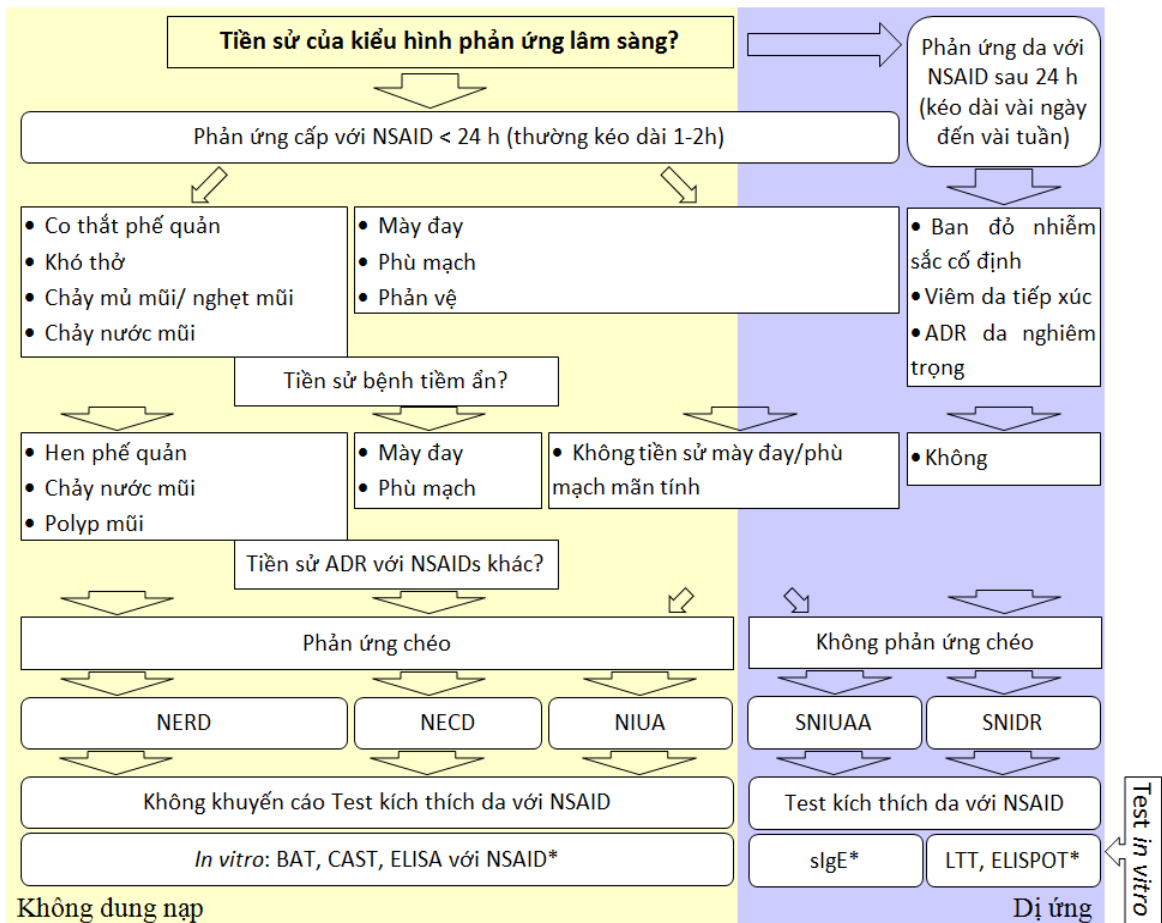 Tiền sử của kiểu hình phản ứng lâm sàng?
Phản ứng da với
NSAID sau 24 h
(kéo dài vài ngày
đến vài tuần)
Phản ứng cấp với NSAID < 24 h (thường kéo dài 1-2h)
• Co thắt phế quản
• Khó thở
• Chảy mủ mũi/ nghẹt mũi
• Chảy nước mũi
• Mày đay
• Phù mạch
• Phản vệ
• Ban đỏ nhiễm
sắc cố định
• Viêm da tiếp xúc
• ADR da nghiêm
trọng
Tiền sử bệnh tiềm ẩn?
• Hen phế quản
• Chảy nước mũi
• Polyp mũi
• Mày đay
• Phù mạch
• Không tiền sử mày đay/phù
mạch mãn tính
• Không
Tiền sử ADR với NSAIDs khác?
Phản ứng chéo
Không phản ứng chéo
NERD
NECD
NIUA
SNIUAA
SNIDR
Không khuyến cáo Test kích thích da với NSAID
Test kích thích da với NSAID
In vitro: BAT, CAST, ELISA với NSAID*
sIgE*
LTT, ELISPOT*
Test in vitro
Không dung nạp
Dị ứng